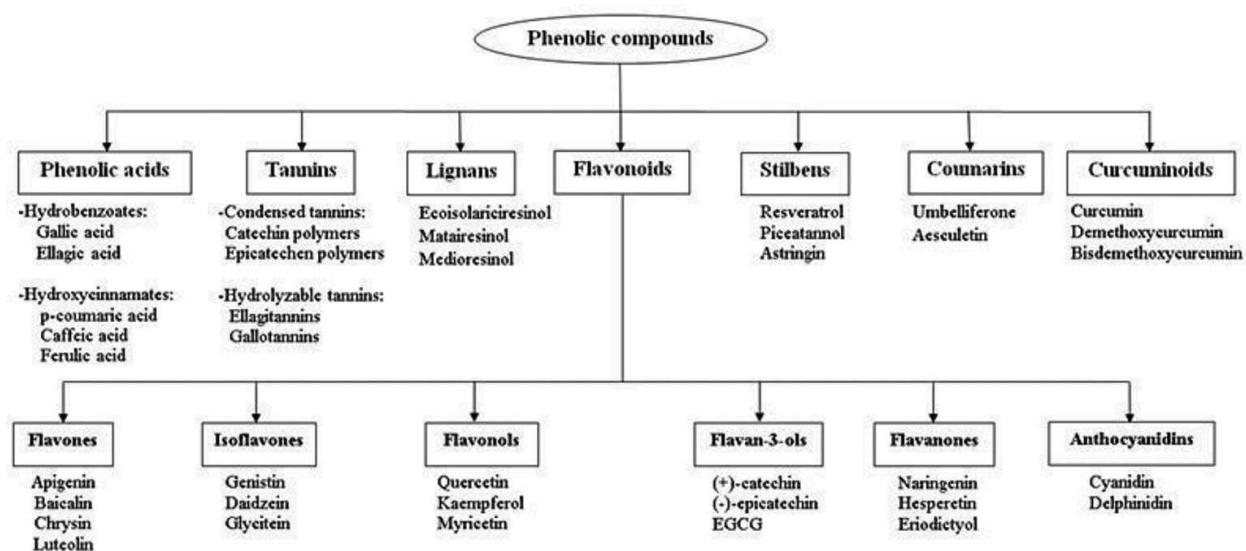 Phenolic compounds
Phenolic acids
-Hydrobenzoates:
Gallic acid
Ellagic acid
-Hydroxycinnamates:
p-coumaric acid
Caffeic acid
Ferulic acid
Tannins
-Condensed tannins:
Catechin polymers
Epicatechen polymers
-Hydrolyzable tannins:
Ellagitannins
Gallotannins
Lignans
Ecoisolariciresinol
Matairesinol
Medioresinol
Flavonoids
Stilbens
Resveratrol
Piceatannol
Astringin
Coumarins
Umbelliferone
Aesculetin
Curcuminoids
Curcumin
Demethoxycurcumin
Bisdemethoxycurcumin
Flavones
Apigenin
Baicalin
Chrysin
Luteolin
Isoflavones
Genistin
Daidzein
Glycitein
Flavonols
Quercetin
Kaempferol
Myricetin
Flavan-3-ols
(+)-catechin
(-)-epicatechin
EGCG
Flavanones
Naringenin
Hesperetin
Eriodictyol
Anthocyanidins
Cyanidin
Delphinidin